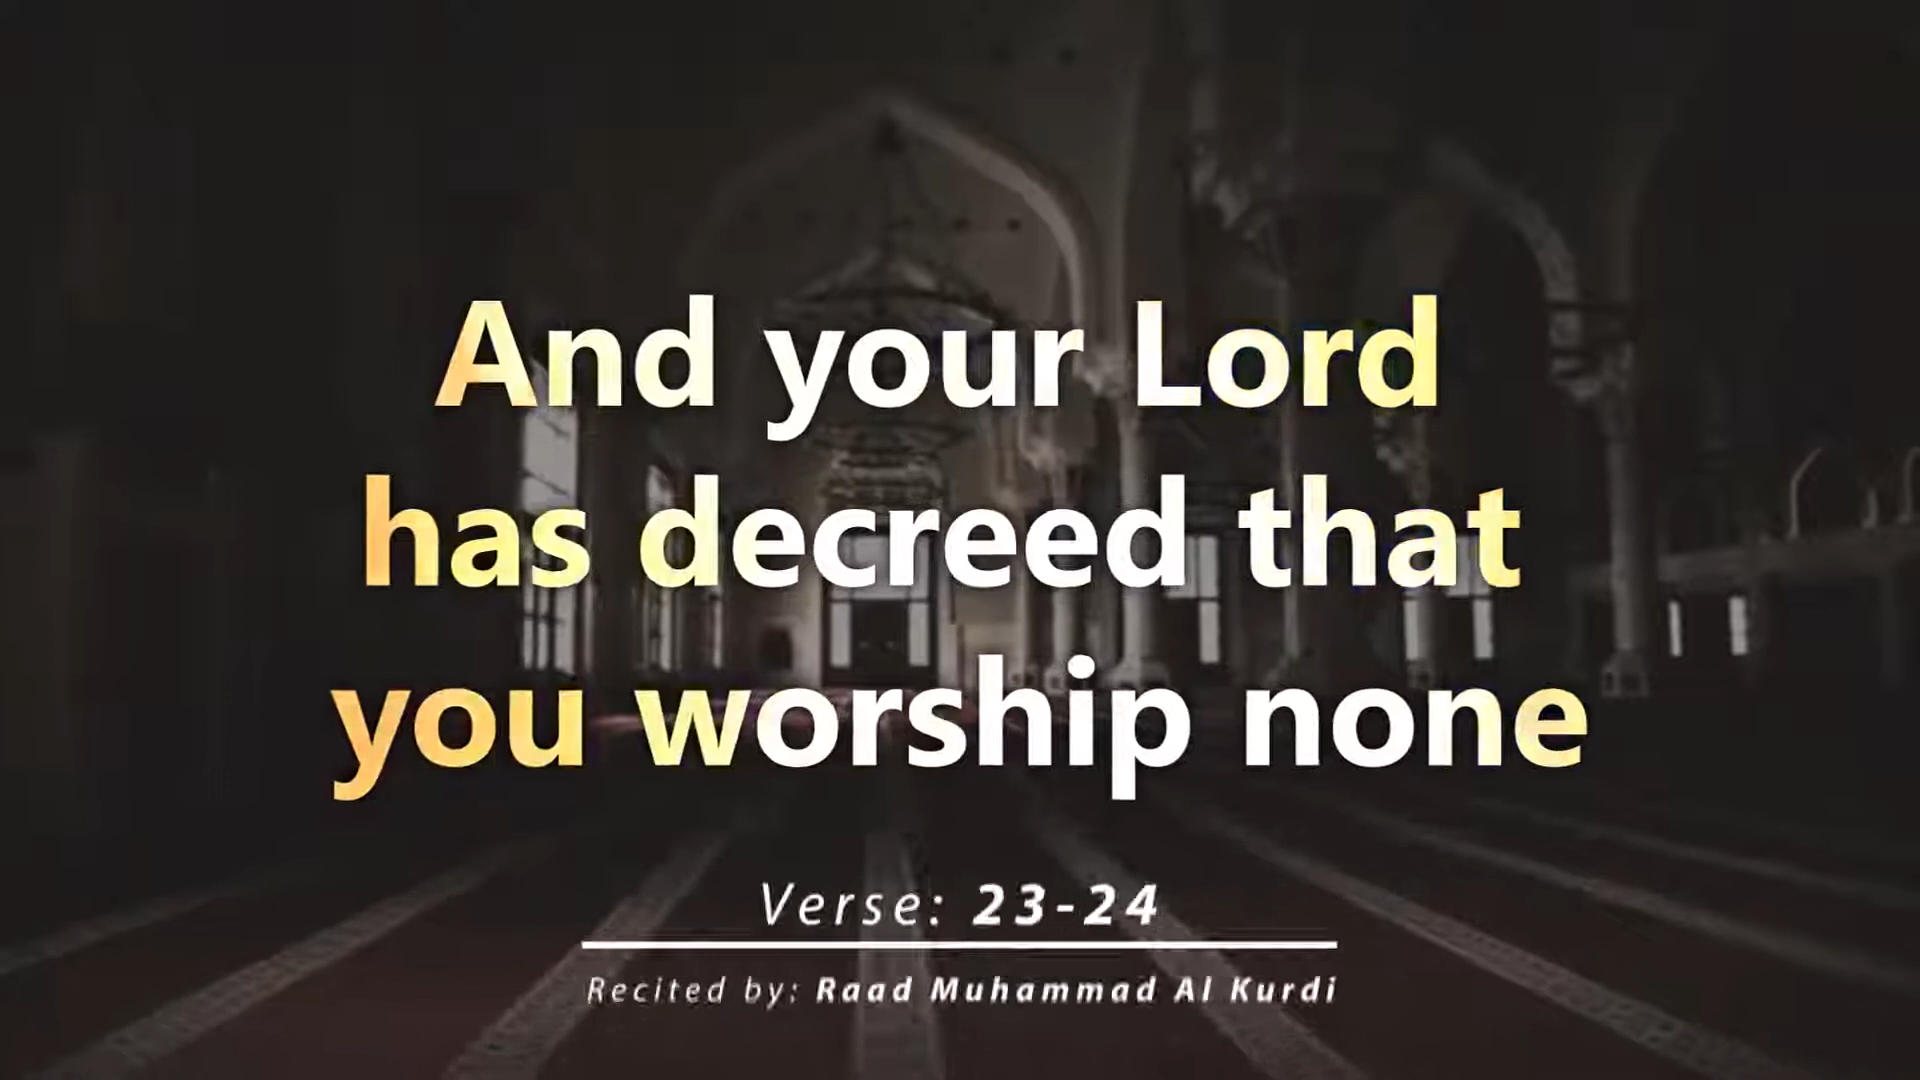 And your Lord
has decreed that
you worship none
Verse: 23-24
Recited by: Raad Muhammad Al Kurdi